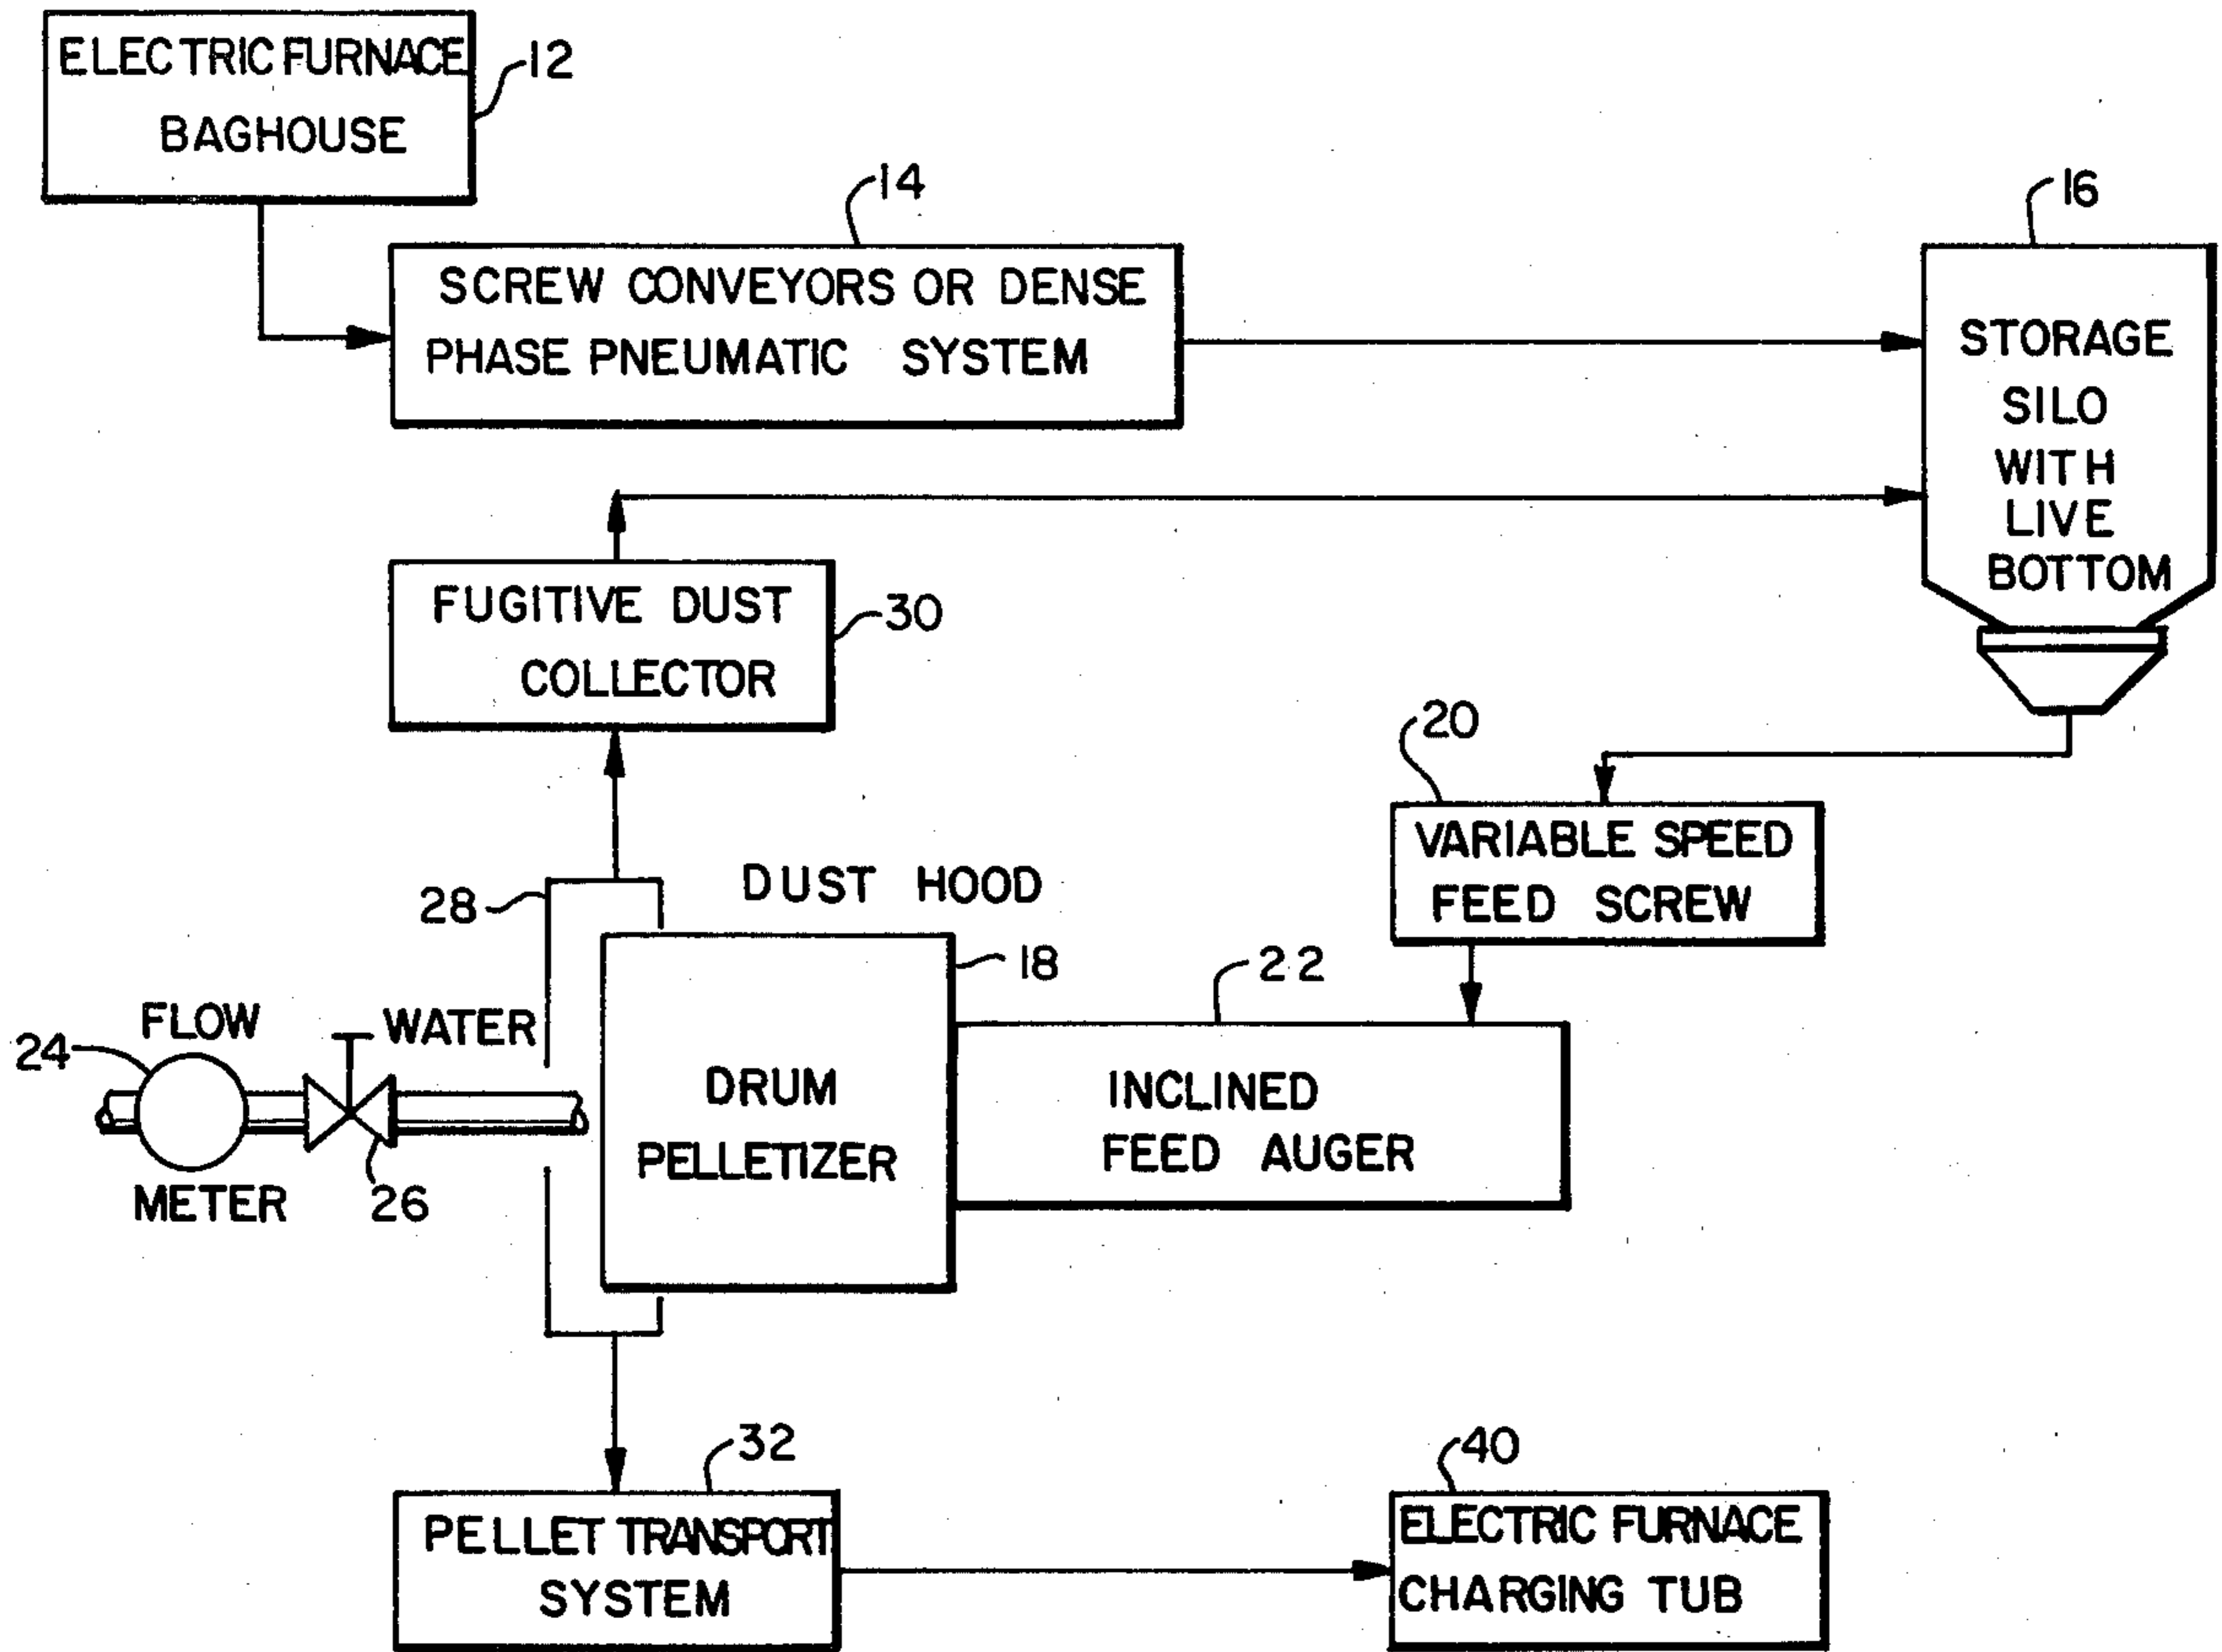 ELECTRIC FURNACE
BAGHOUSE
12
14
SCREW CONVEYORS OR DENSE
PHASE PNEUMATIC SYSTEM
16
STORAGE
SILO
WITH
LIVE
BOTTOM
FUGITIVE DUST
COLLECTOR
30
20
VARIABLE SPEED
FEED SCREW
28
DUST HOOD
18
22
24
FLOW
METER
WATER
26
DRUM
PELLETIZER
INCLINED
FEED AUGER
32
PELLET TRANSPORT
SYSTEM
40
ELECTRIC FURNACE
CHARGING TUB